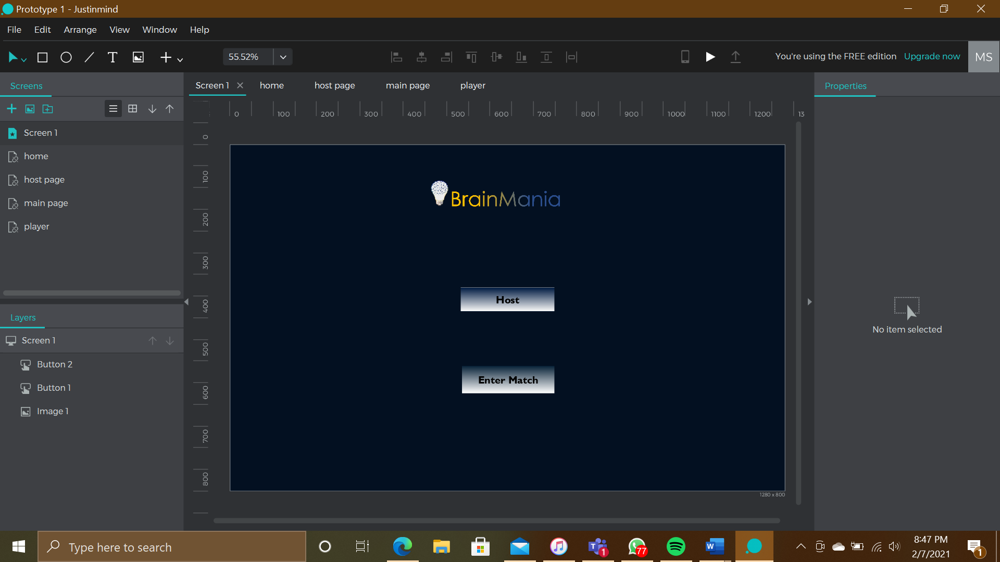 Prototype 1 - Justinmind
File Edit Arrange View Window Help
55.52%
You're using the FREE edition Upgrade now MS
Screens
Screen 1 home host page main page player
Properties
0 100 200 300 400 500 600 700 800 900 1000 1100 1200 13
Screen 1
home
host page
main page
player
0
100
200
300
400
500
600
700
800
BrainMania
Host
Enter Match
1280 x 800
No item selected
Layers
Screen 1
Button 2
Button 1
Image 1
Type here to search
T 1
77
W
8:47 PM
2/7/2021
1